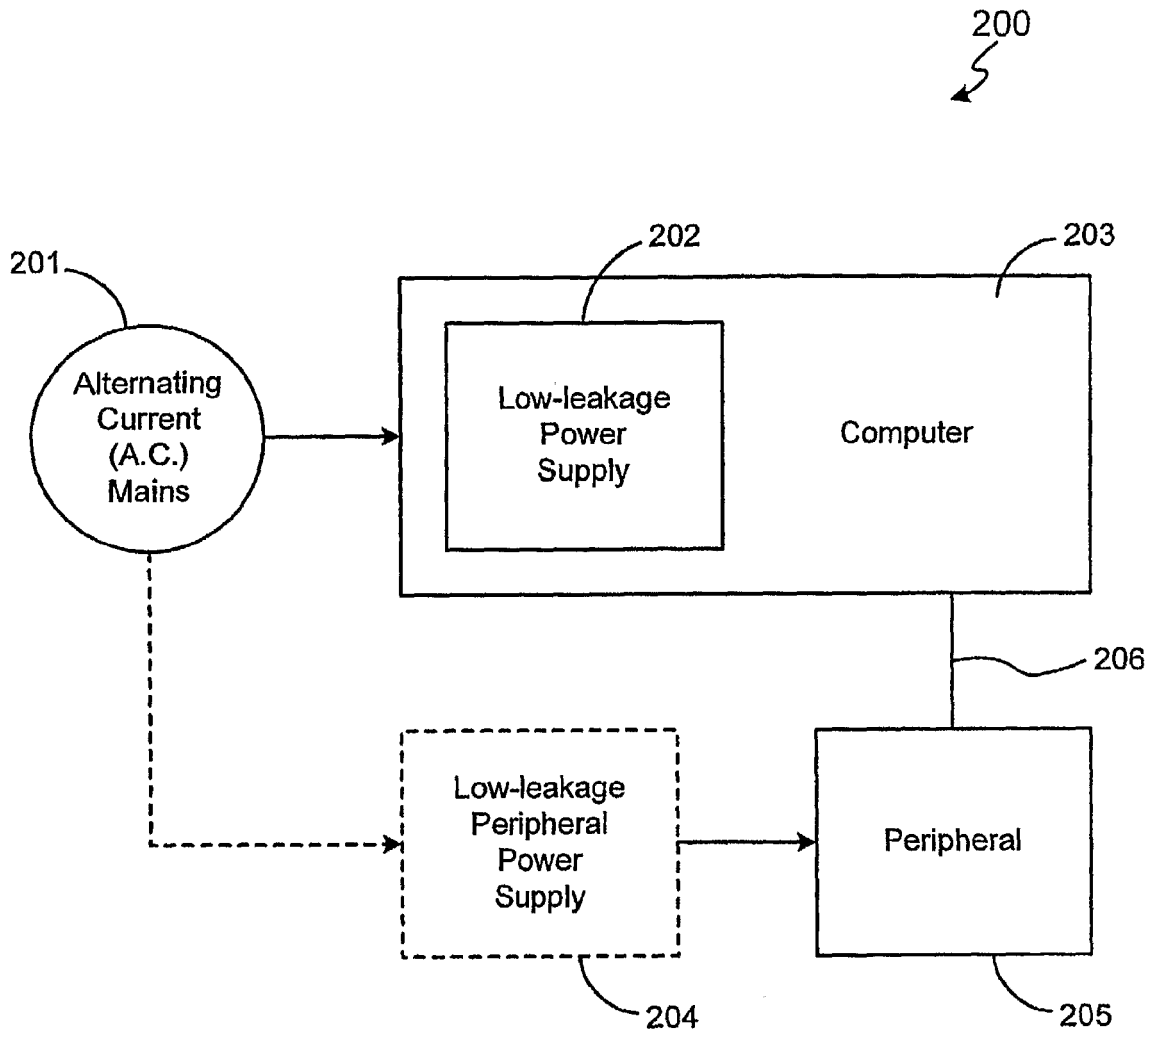 200
201
202
203
Alternating
Current
(A.C.)
Mains
Low-leakage
Power
Supply
Computer
206
Low-leakage
Peripheral
Power
Supply
Peripheral
204
205